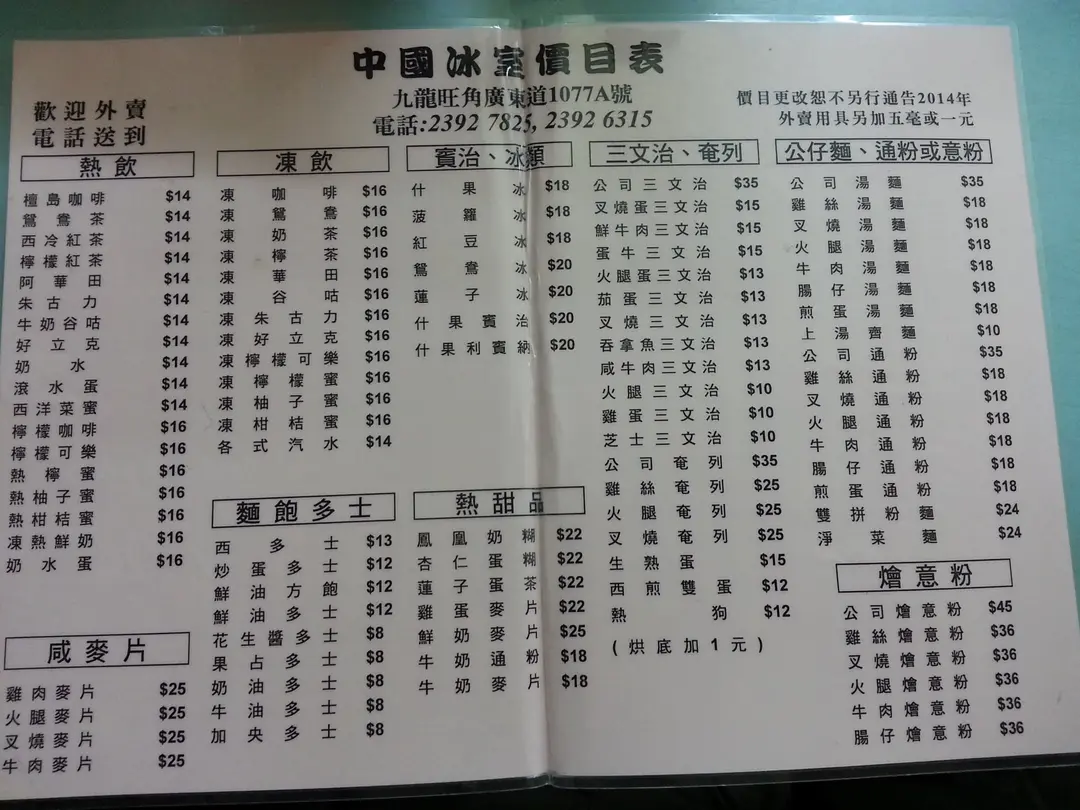 中國冰室價目表
九龍旺角廣東道1077A號
電話:2392 7825, 2392 6315
歡迎外賣
電話送到
價目更改恕不另行通告2014年
外賣用具另加五毫或一元
熱飲
檀島咖啡 $14
鴛鴦茶 $14
西冷紅茶 $14
檸檬紅茶 $14
阿華田 $14
朱古力 $14
牛奶谷咕 $14
好立克 $14
奶水 $14
滾水蛋 $14
西洋菜蜜 $14
檸檬咖啡 $16
檸檬可樂 $16
熱檸蜜 $16
熱柚子蜜 $16
熱柑桔蜜 $16
凍熱鮮奶 $16
奶水蛋 $16
咸麥片
雞肉麥片 $25
火腿麥片 $25
叉燒麥片 $25
牛肉麥片 $25
凍飲
凍咖啡 $16
凍鴛鴦 $16
凍奶茶 $16
凍檸茶 $16
凍華田 $16
凍谷咕 $16
凍朱古力 $16
凍好立克 $16
凍檸檬可樂 $16
凍檸檬蜜 $16
凍柚子蜜 $16
凍柑桔蜜 $16
各式汽水 $14
麵飽多士
西多士 $13
炒蛋多士 $12
鮮油方飽 $12
鮮油多士 $12
花生醬多士 $8
果占多士 $8
奶油多士 $8
牛油多士 $8
加央多士 $8
賓治、冰類
什果冰 $18
菠籮冰 $18
紅豆冰 $18
鴛鴦冰 $20
蓮子冰 $20
什果賓治 $20
什果利賓納 $20
熱甜品
鳳凰奶糊 $22
杏仁蛋糊 $22
蓮子蛋茶 $22
雞蛋麥片 $22
鮮奶麥片 $25
牛奶通粉 $18
牛奶麥片 $18
三文治、奄列
公司三文治 $35
叉燒蛋三文治 $15
鮮牛肉三文治 $15
蛋牛三文治 $15
火腿蛋三文治 $13
茄蛋三文治 $13
叉燒三文治 $13
吞拿魚三文治 $13
咸牛肉三文治 $13
火腿三文治 $10
雞蛋三文治 $10
芝士三文治 $10
公司奄列 $35
雞絲奄列 $25
火腿奄列 $25
叉燒奄列 $25
生熟蛋 $15
西煎雙蛋 $12
熱狗 $12
(烘底加1元)
公仔麵、通粉或意粉
公司湯麵 $35
雞絲湯麵 $18
叉燒湯麵 $18
火腿湯麵 $18
牛肉湯麵 $18
腸仔湯麵 $18
煎蛋湯麵 $18
上湯齊麵 $10
公司通粉 $35
雞絲通粉 $18
叉燒通粉 $18
火腿通粉 $18
牛肉通粉 $18
腸仔通粉 $18
煎蛋通粉 $18
雙拼粉麵 $24
淨菜麵 $24
燴意粉
公司燴意粉 $45
雞絲燴意粉 $36
叉燒燴意粉 $36
火腿燴意粉 $36
牛肉燴意粉 $36
腸仔燴意粉 $36